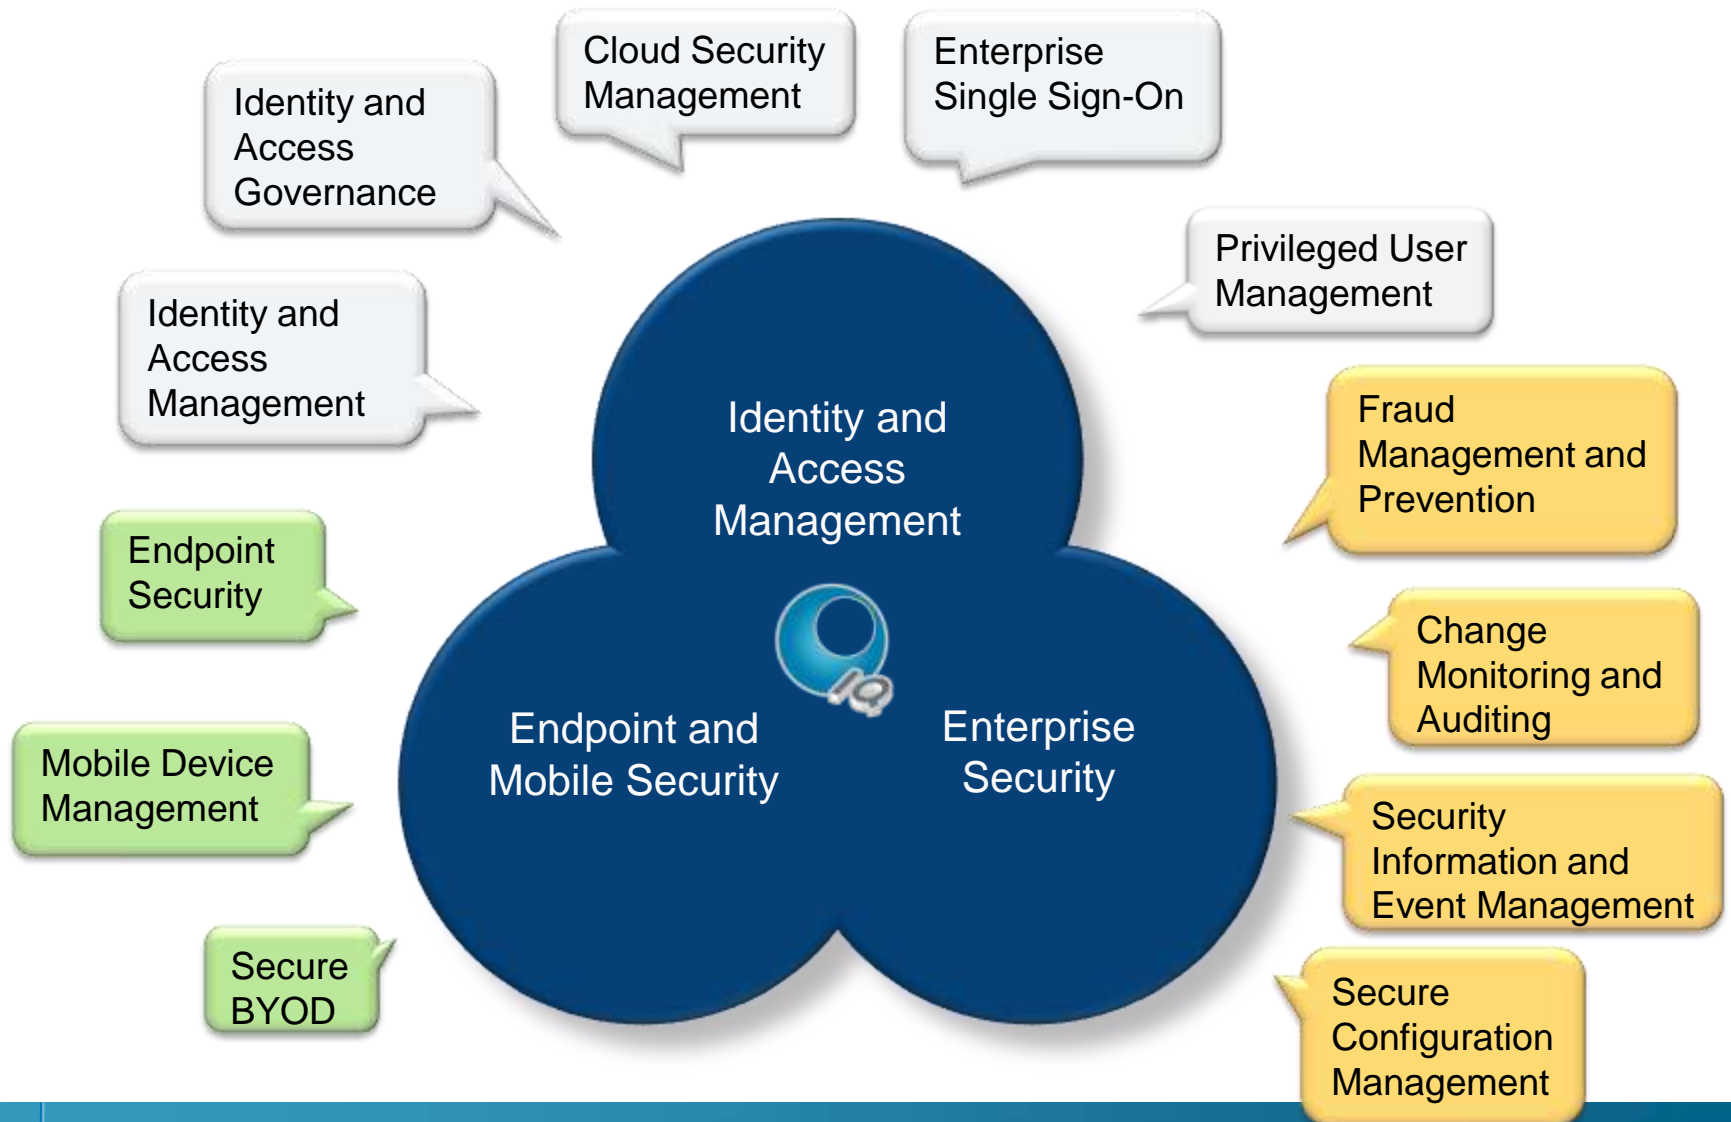 Cloud Security
Management
Enterprise
Single Sign-On
Identity and
Access
Governance
Privileged User
Management
Identity and
Access
Management
Fraud
Management and
Prevention
Identity and
Access
Management
Endpoint
Security
Change
Monitoring and
Auditing
IQ
Endpoint and
Mobile Security
Enterprise
Security
Mobile Device
Management
Security
Information and
Event Management
Secure
BYOD
Secure
Configuration
Management